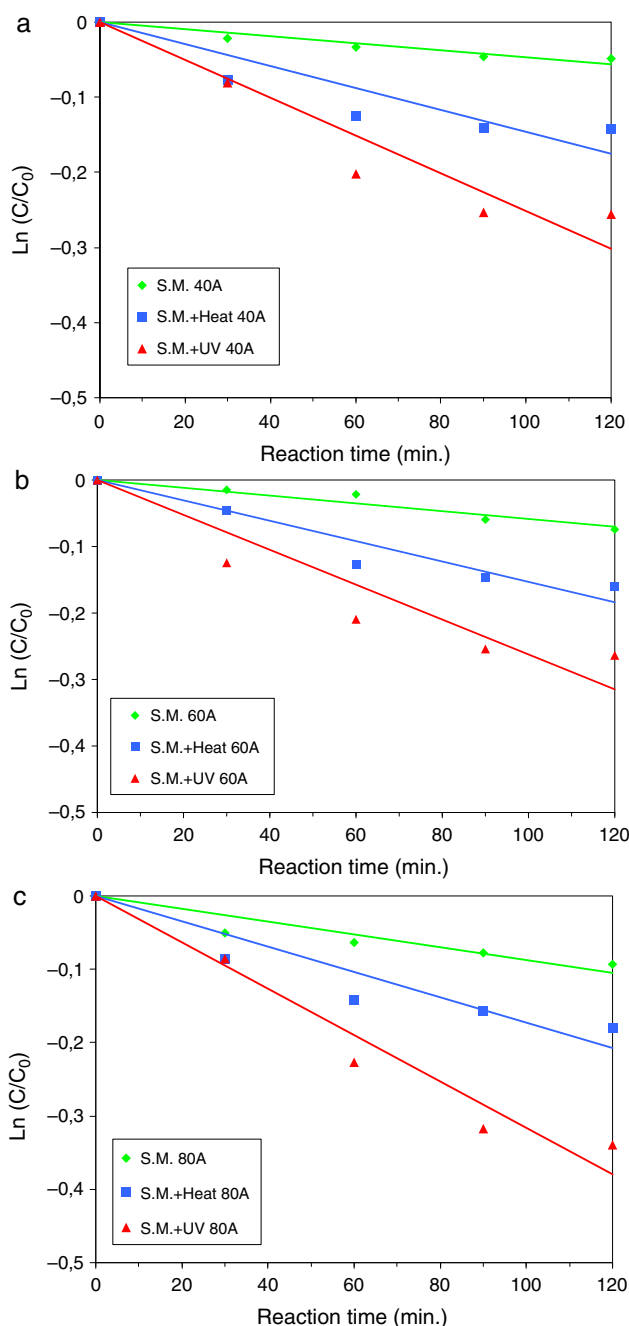 a
0
–0,1
–0,2
–0,3
–0,4
–0,5
Ln (C/C0)
S.M. 40A
S.M.+Heat 40A
S.M.+UV 40A
0 20 40 60 80 100 120
Reaction time (min.)
b
0
–0,1
–0,2
–0,3
–0,4
–0,5
Ln (C/C0)
S.M. 60A
S.M.+Heat 60A
S.M.+UV 60A
0 20 40 60 80 100 120
Reaction time (min.)
c
0
–0,1
–0,2
–0,3
–0,4
–0,5
Ln (C/C0)
S.M. 80A
S.M.+Heat 80A
S.M.+UV 80A
0 20 40 60 80 100 120
Reaction time (min.)